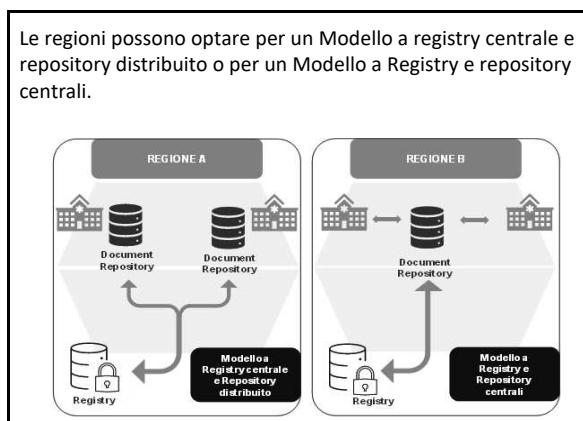 Le regioni possono optare per un Modello a registry centrale e
repository distribuito o per un Modello a Registry e repository
centrali.
REGIONE A
Document
Repository
Document
Repository
Registry
Modello a
Registry centrale
e Repository
distribuito
REGIONE B
Document
Repository
Registry
Modello a
Registry e
Repository
centrali